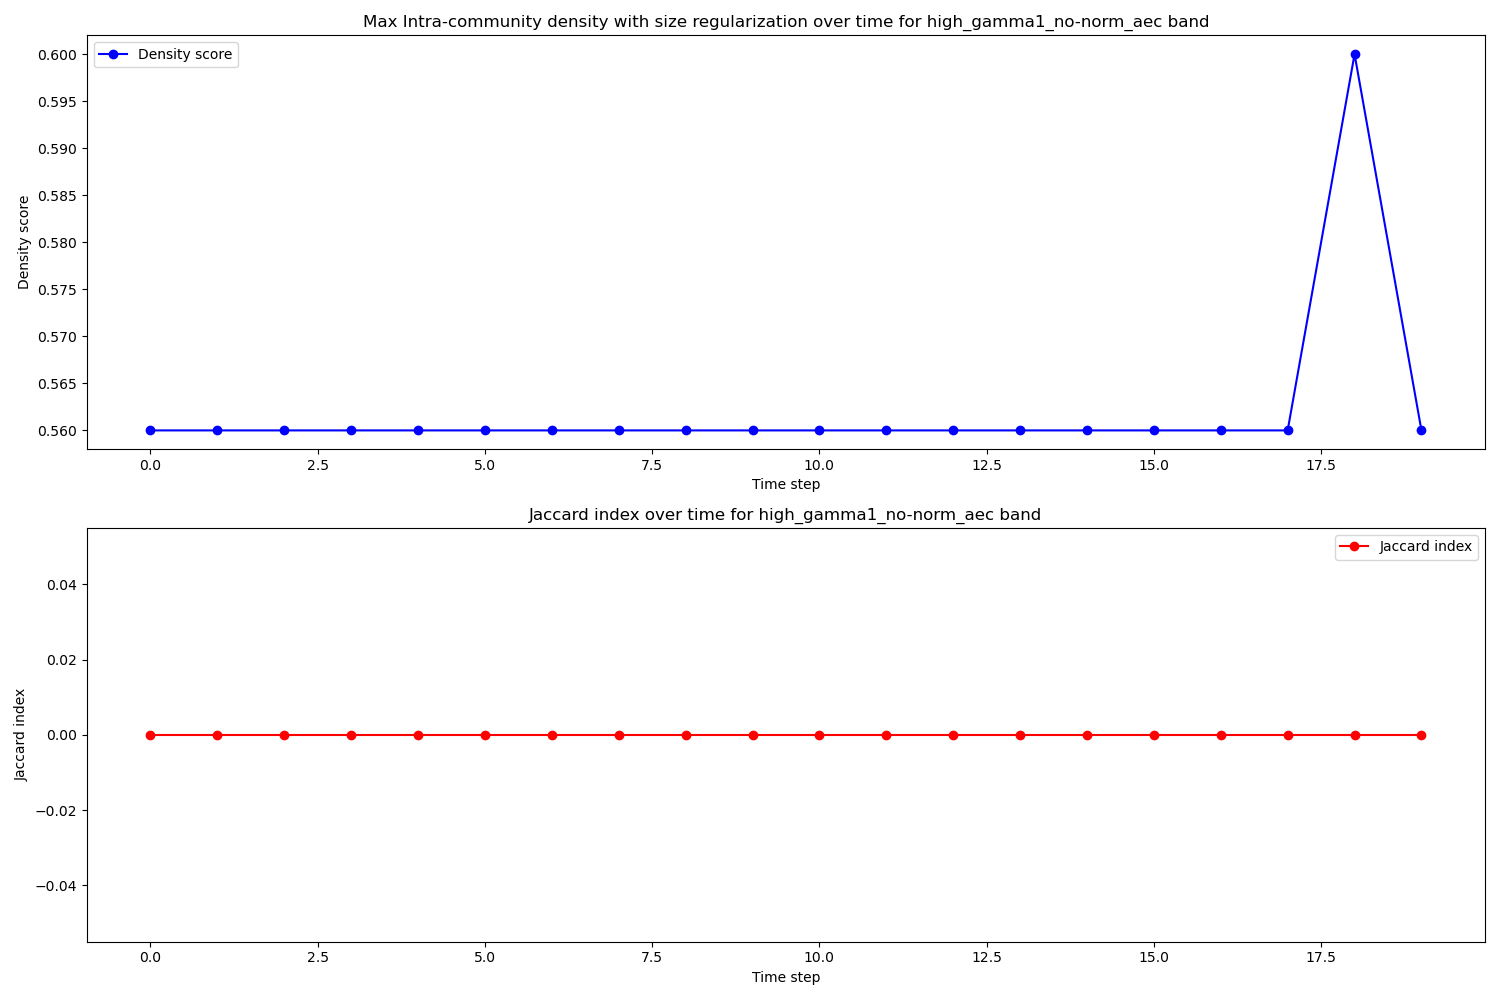 Max Intra-community density with size regularization over time for high_gamma1_no-norm_aec band
Density score
0.600
0.595
0.590
0.585
0.580
0.575
0.570
0.565
0.560
Density score
0.0 2.5 5.0 7.5 10.0 12.5 15.0 17.5
Time step
Jaccard index over time for high_gamma1_no-norm_aec band
Jaccard index
0.04
0.02
0.00
−0.02
−0.04
Jaccard index
0.0 2.5 5.0 7.5 10.0 12.5 15.0 17.5
Time step